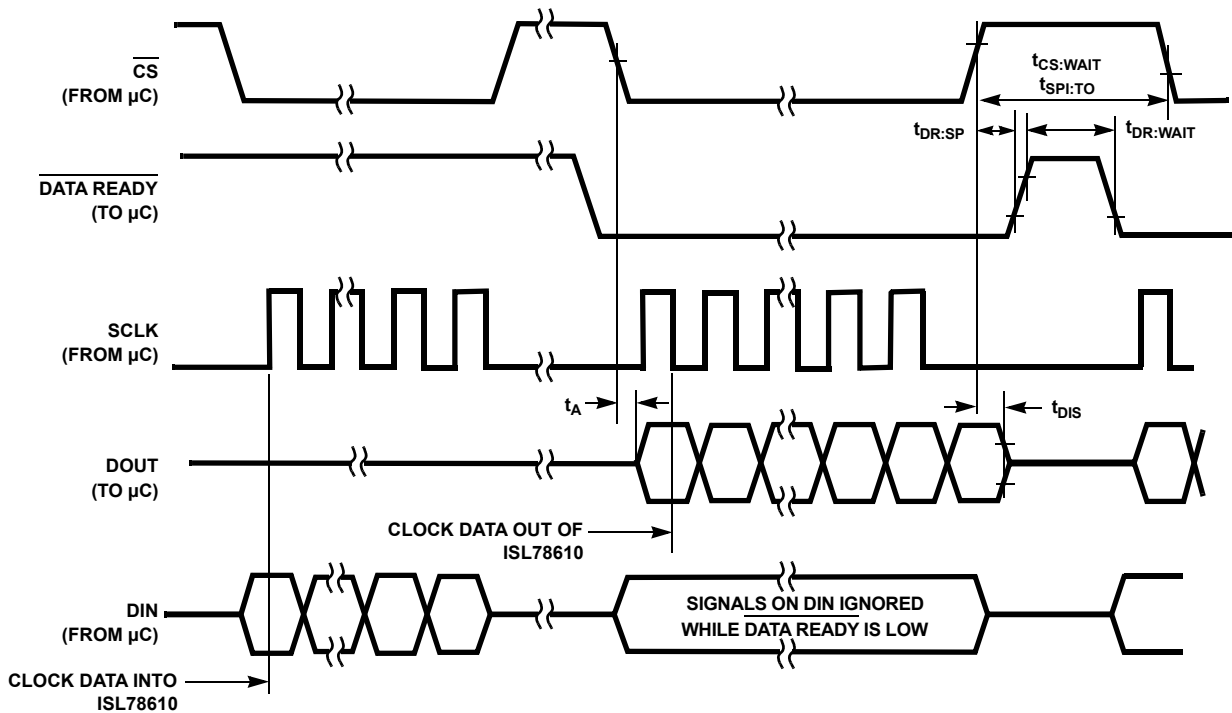 CS
(FROM µC)
tCS:WAIT
tSPI:TO
tDR:SP
tDR:WAIT
DATA READY
(TO µC)
SCLK
(FROM µC)
tA
tDIS
DOUT
(TO µC)
CLOCK DATA OUT OF
ISL78610
DIN
(FROM µC)
SIGNALS ON DIN IGNORED
WHILE DATA READY IS LOW
CLOCK DATA INTO
ISL78610